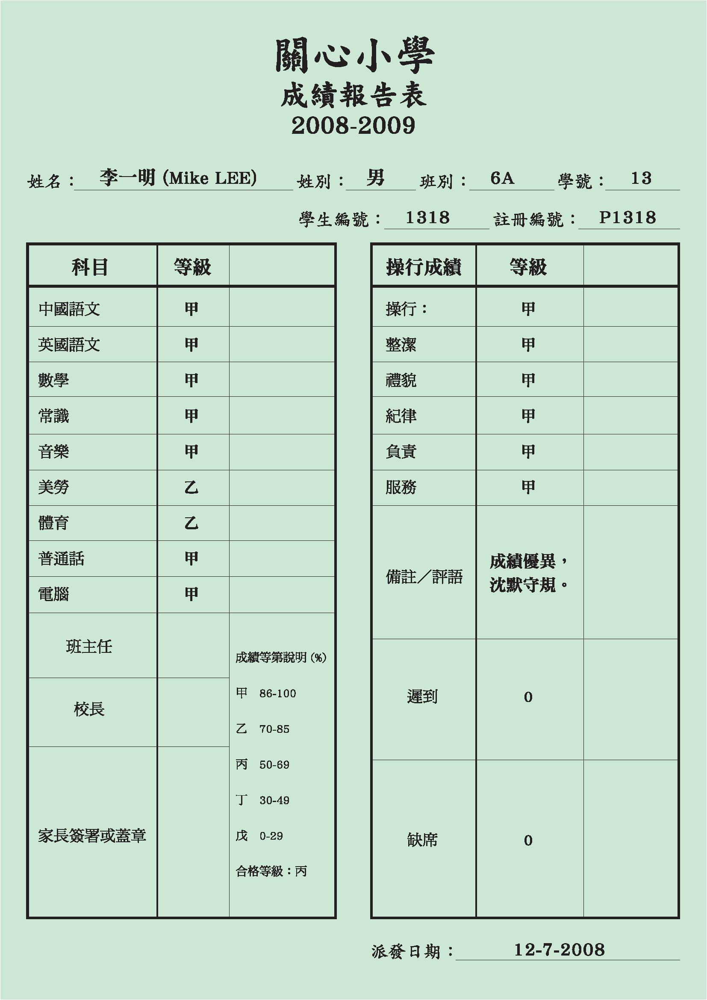 關心小學
成績報告表
2008-2009
姓名： 李一明 (Mike LEE) 姓別： 男 班別： 6A 學號： 13
學生編號： 1318 註冊編號： P1318
科目 等級
中國語文 甲
英國語文 甲
數學 甲
常識 甲
音樂 甲
美勞 乙
體育 乙
普通話 甲
電腦 甲
班主任
校長
家長簽署或蓋章
成績等第說明 (%)
甲 86-100
乙 70-85
丙 50-69
丁 30-49
戊 0-29
合格等級：丙
操行成績 等級
操行： 甲
整潔 甲
禮貌 甲
紀律 甲
負責 甲
服務 甲
備註／評語
成績優異，
沈默守規。
遲到 0
缺席 0
派發日期： 12-7-2008